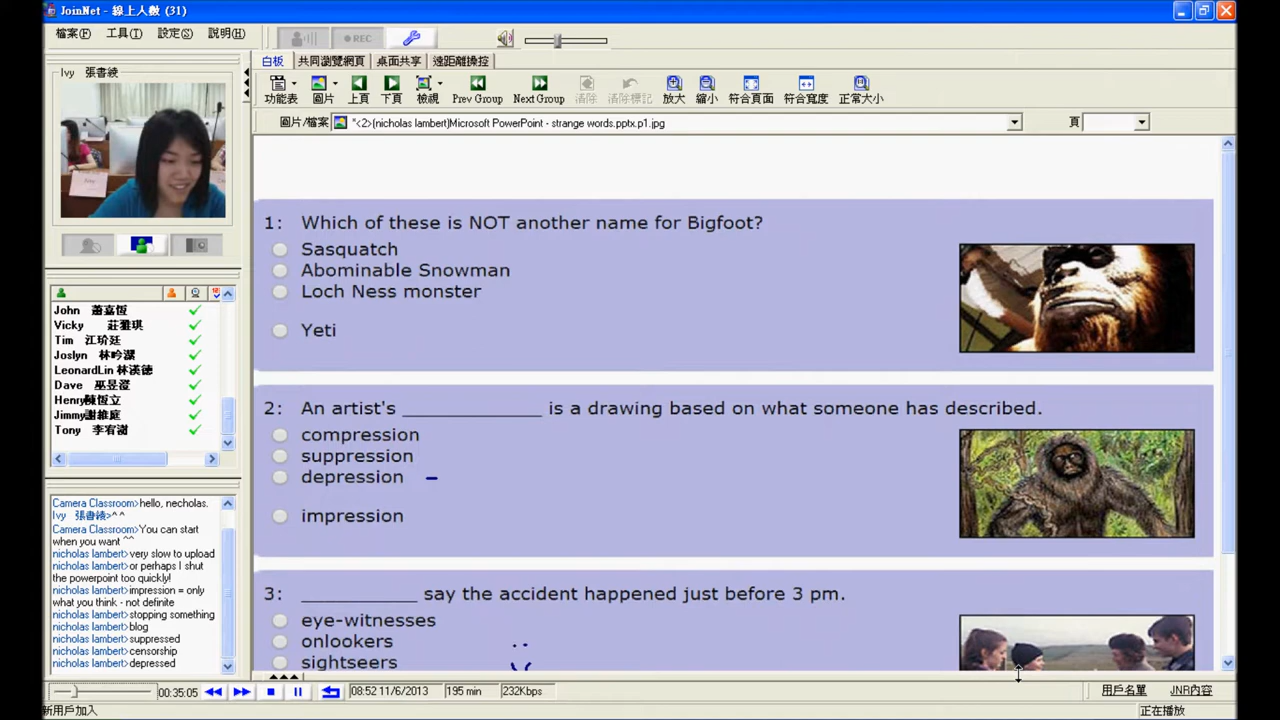 JoinNet - 線上人數 (31)
檔案(F) 工具(I) 設定(S) 說明(H)
REC
Ivy 張書綾
白板 共同瀏覽網頁 桌面共享 遠距離操控
功能表 圖片 上頁 下頁 檢視 Prev Group Next Group 清除 清除標記 放大 縮小 符合頁面 符合寬度 正常大小
圖片/檔案 *<2>(nicholas lambert)Microsoft PowerPoint - strange words.pptx.p1.jpg 頁
1: Which of these is NOT another name for Bigfoot?
Sasquatch
Abominable Snowman
Loch Ness monster
Yeti
2: An artist's ____________ is a drawing based on what someone has described.
compression
suppression
depression
impression
3: __________ say the accident happened just before 3 pm.
eye-witnesses
onlookers
sightseers
John 蕭嘉恆
Vicky 莊雅琪
Tim 江玠廷
Joslyn 林吟潔
LeonardLin 林漢德
Dave 巫昱澄
Henry陳恆立
Jimmy謝維庭
Tony 李宥澍
Camera Classroom>hello, necholas.
Ivy 張書綾>^ ^
Camera Classroom>You can start
when you want ^^
nicholas lambert>very slow to upload
nicholas lambert>or perhaps I shut
the powerpoint too quickly!
nicholas lambert>impression = only
what you think - not definite
nicholas lambert>stopping something
nicholas lambert>blog
nicholas lambert>suppressed
nicholas lambert>censorship
nicholas lambert>depressed
00:35:05 08:52 11/6/2013 195 min 232Kbps 用戶名單 JNR內容
新用戶加入 正在播放